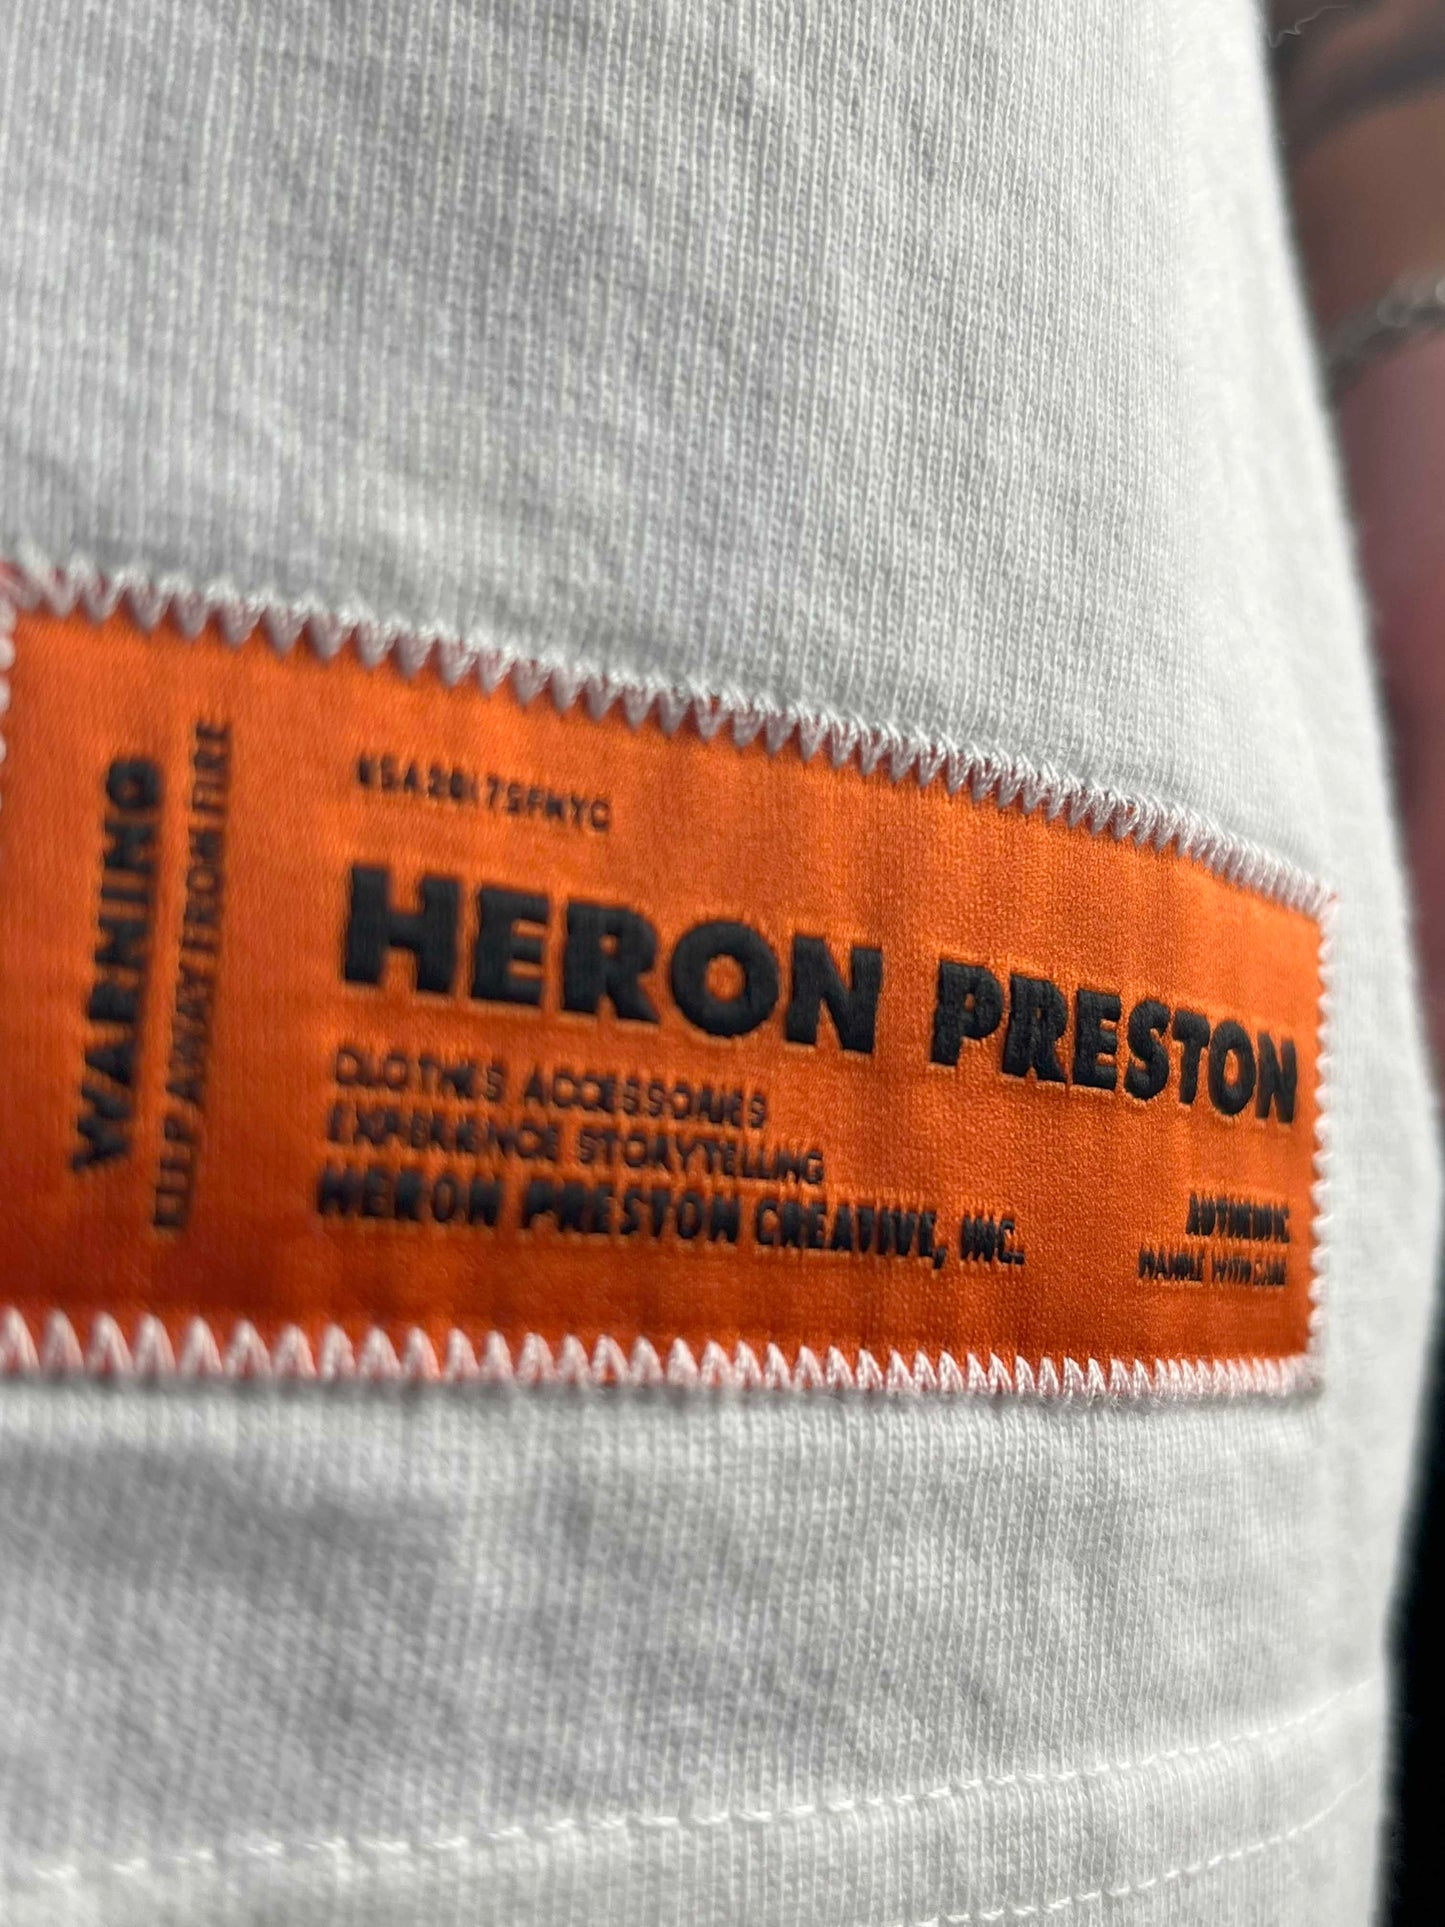 WARNING
KEEP AWAY FROM FIRE
USA2017SFNYC
HERON PRESTON
CLOTHES ACCESSORIES
EXPERIENCE STORYTELLING
HERON PRESTON CREATIVE, INC.
AUTHENTIC
HANDLE WITH CARE